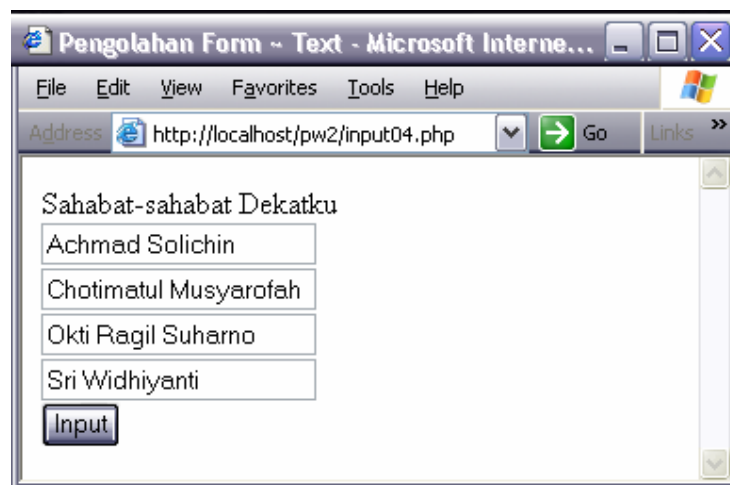 Pengolahan Form ~ Text - Microsoft Interne...
File Edit View Favorites Tools Help
Address http://localhost/pw2/input04.php Go Links »
Sahabat-sahabat Dekatku
Achmad Solichin
Chotimatul Musyarofah
Okti Ragil Suharno
Sri Widhiyanti
Input